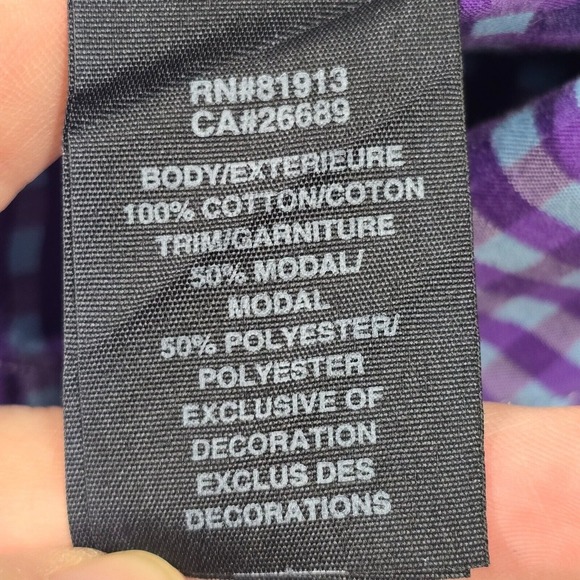 RN#81913
CA#26689
BODY/EXTERIEURE
100% COTTON/COTON
TRIM/GARNITURE
50% MODAL/
MODAL
50% POLYESTER/
POLYESTER
EXCLUSIVE OF
DECORATION
EXCLUS DES
DECORATIONS